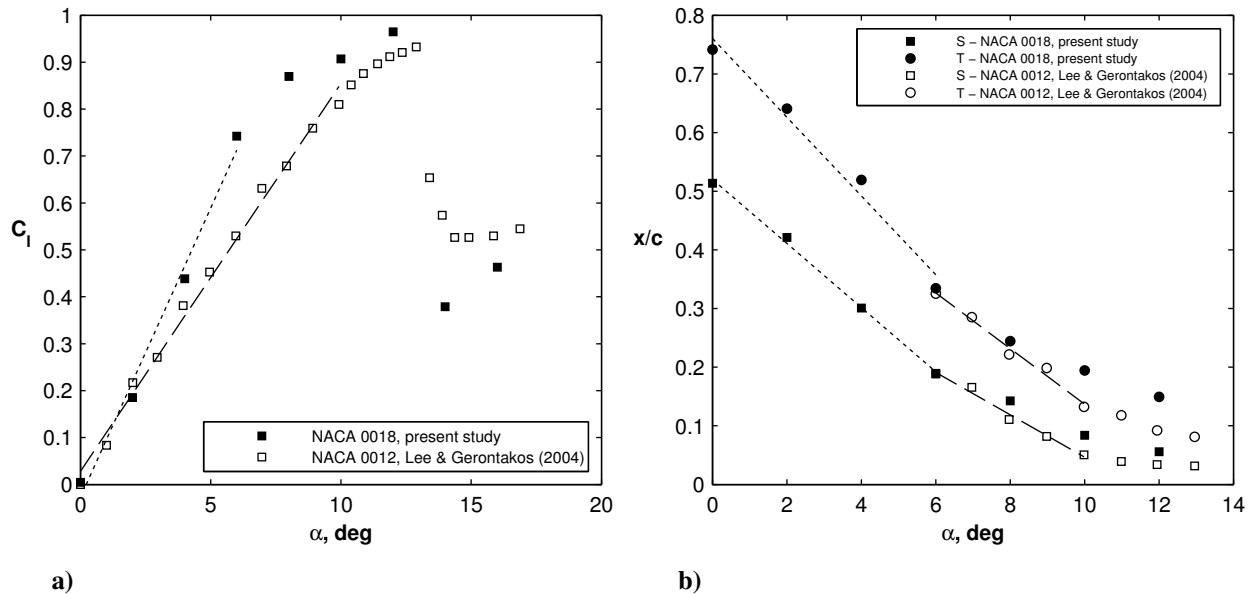 1
0.9
0.8
0.7
0.6
0.5
0.4
0.3
0.2
0.1
0
C_l
0 5 10 15 20
α, deg
NACA 0018, present study
NACA 0012, Lee & Gerontakos (2004)
a)
0.8
0.7
0.6
0.5
0.4
0.3
0.2
0.1
0
x/c
0 2 4 6 8 10 12 14
α, deg
S – NACA 0018, present study
T – NACA 0018, present study
S – NACA 0012, Lee & Gerontakos (2004)
T – NACA 0012, Lee & Gerontakos (2004)
b)